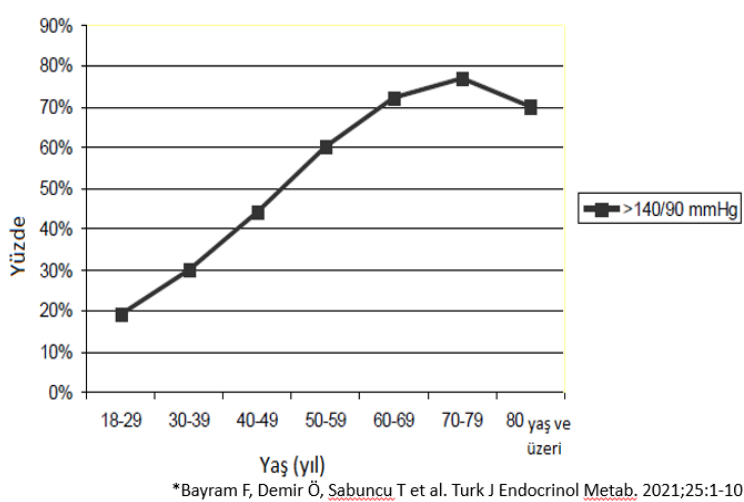 90%
80%
70%
60%
50%
40%
30%
20%
10%
0%
Yüzde
>140/90 mmHg
18-29 30-39 40-49 50-59 60-69 70-79 80 yaş ve
üzeri
Yaş (yıl)
*Bayram F, Demir Ö, Sabuncu T et al. Turk J Endocrinol Metab. 2021;25:1-10